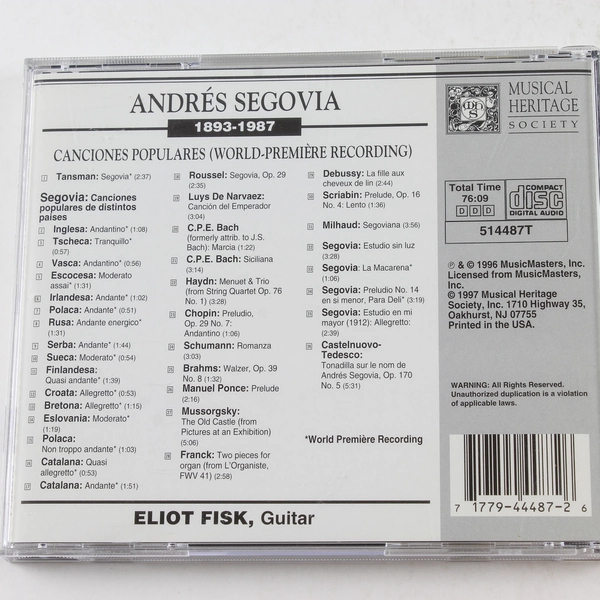 ANDRÉS SEGOVIA
1893-1987
CANCIONES POPULARES (WORLD-PREMIÈRE RECORDING)
Tansman: Segovia* (2:37)
Segovia: Canciones
populares de distintos
países
Inglesa: Andantino* (1:08)
Tscheca: Tranquillo*
(0:57)
Vasca: Andantino* (0:56)
Escocesa: Moderato
assai* (1:31)
Irlandesa: Andante* (1:02)
Polaca: Andante* (0:51)
Rusa: Andante energico*
(1:31)
Serba: Andante* (1:44)
Sueca: Moderato* (0:54)
Finlandesa:
Quasi andante* (1:39)
Croata: Allegretto* (0:53)
Bretona: Allegretto* (1:15)
Eslovania: Moderato*
(1:19)
Polaca:
Non troppo andante* (1:03)
Catalana: Quasi
allegretto* (0:53)
Catalana: Andante* (1:51)
Roussel: Segovia, Op. 29
(2:35)
Luys De Narvaez:
Canción del Emperador
(3:04)
C.P.E. Bach
(formerly attrib. to J.S.
Bach): Marcia (1:22)
C.P.E. Bach: Siciliana
(3:14)
Haydn: Menuet & Trio
(from String Quartet Op. 76
No. 1) (3:28)
Chopin: Preludio,
Op. 29 No. 7:
Andantino (1:06)
Schumann: Romanza
(3:03)
Brahms: Walzer, Op. 39
No. 8 (1:32)
Manuel Ponce: Prelude
(2:16)
Mussorgsky:
The Old Castle (from
Pictures at an Exhibition)
(5:06)
Franck: Two pieces for
organ (from L'Organiste,
FWV 41) (2:58)
Debussy: La fille aux
cheveux de lin (2:44)
Scriabin: Prelude, Op. 16
No. 4: Lento (1:36)
Milhaud: Segoviana (3:56)
Segovia: Estudio sin luz
(3:28)
Segovia: La Macarena*
(1:06)
Segovia: Preludio No. 14
en si menor, Para Deli* (3:19)
Segovia: Estudio en mi
mayor (1912): Allegretto:
(2:39)
Castelnuovo-
Tedesco:
Tonadilla sur le nom de
Andrés Segovia, Op. 170
No. 5 (5:31)
*World Première Recording
ELIOT FISK, Guitar
MUSICAL
HERITAGE
SOCIETY
Total Time
76:09
DDD
COMPACT
disc
DIGITAL AUDIO
514487T
℗ & © 1996 MusicMasters, Inc.
Licensed from MusicMasters,
Inc.
© 1997 Musical Heritage
Society, Inc. 1710 Highway 35,
Oakhurst, NJ 07755
Printed in the USA.
WARNING: All Rights Reserved.
Unauthorized duplication is a violation
of applicable laws.
7 17779-44487-2 6